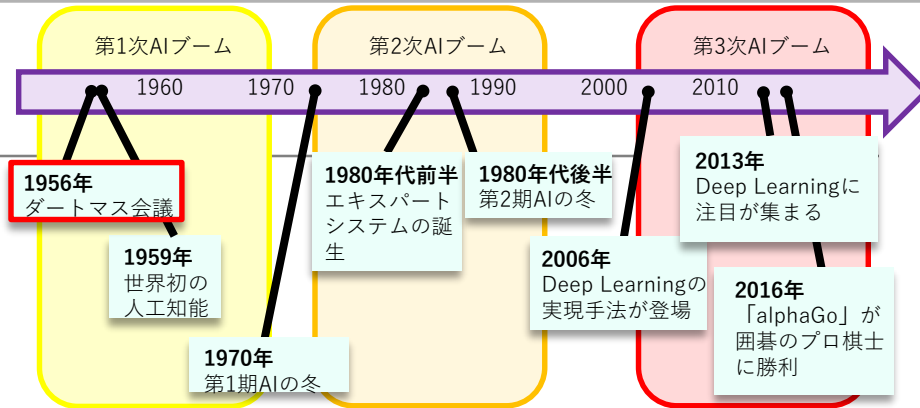 第1次AIブーム
第2次AIブーム
第3次AIブーム
1960
1970
1980
1990
2000
2010
1956年
ダートマス会議
1959年
世界初の
人工知能
1970年
第1期AIの冬
1980年代前半
エキスパート
システムの誕
生
1980年代後半
第2期AIの冬
2006年
Deep Learningの
実現手法が登場
2013年
Deep Learningに
注目が集まる
2016年
「alphaGo」が
囲碁のプロ棋士
に勝利